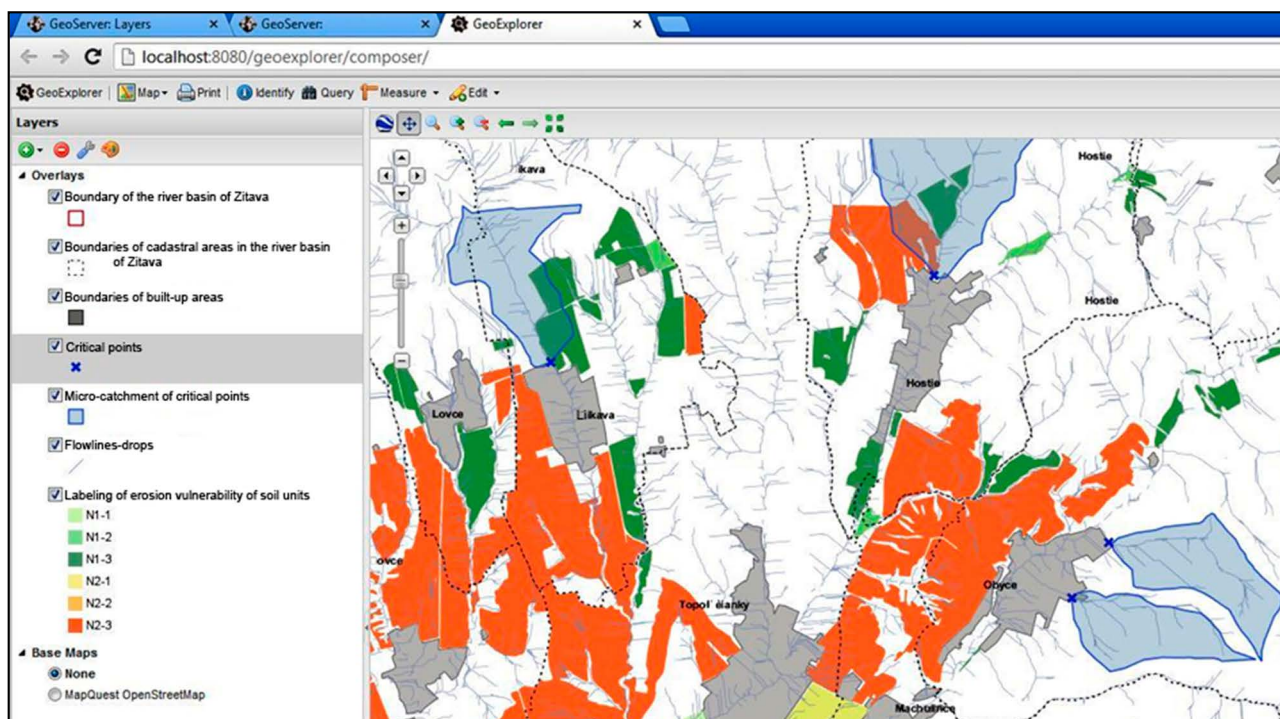 GeoServer: Layers × GeoServer: × GeoExplorer ×
localhost:8080/geoexplorer/composer/
GeoExplorer | Map Print | Identify Query Measure Edit
Layers
Overlays
Boundary of the river basin of Zitava
Boundaries of cadastral areas in the river basin
of Zitava
Boundaries of built-up areas
Critical points
Micro-catchment of critical points
Flowlines-drops
Labeling of erosion vulnerability of soil units
N1-1
N1-2
N1-3
N2-1
N2-2
N2-3
Base Maps
None
MapQuest OpenStreetMap
ikava
Hostie
Hostie
Hostie
Lovce
ovce
Obyce